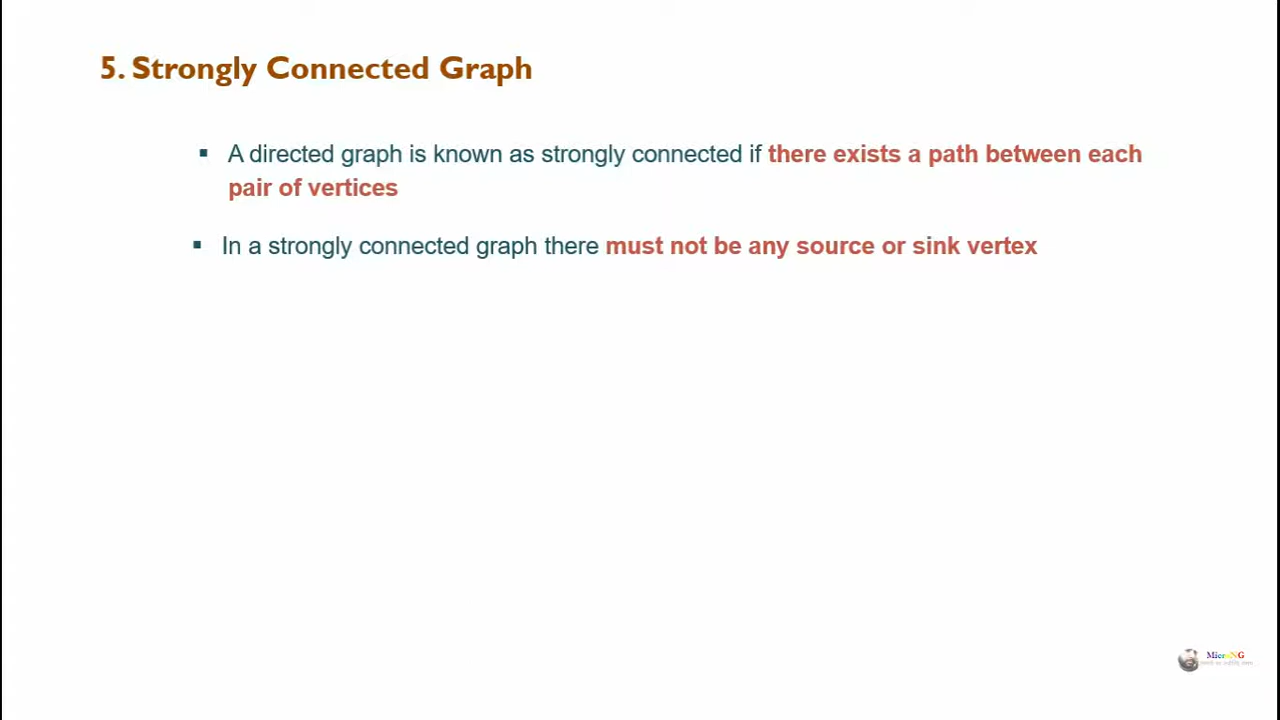 5. Strongly Connected Graph
▪ A directed graph is known as strongly connected if there exists a path between each
pair of vertices
▪ In a strongly connected graph there must not be any source or sink vertex
MicroNG